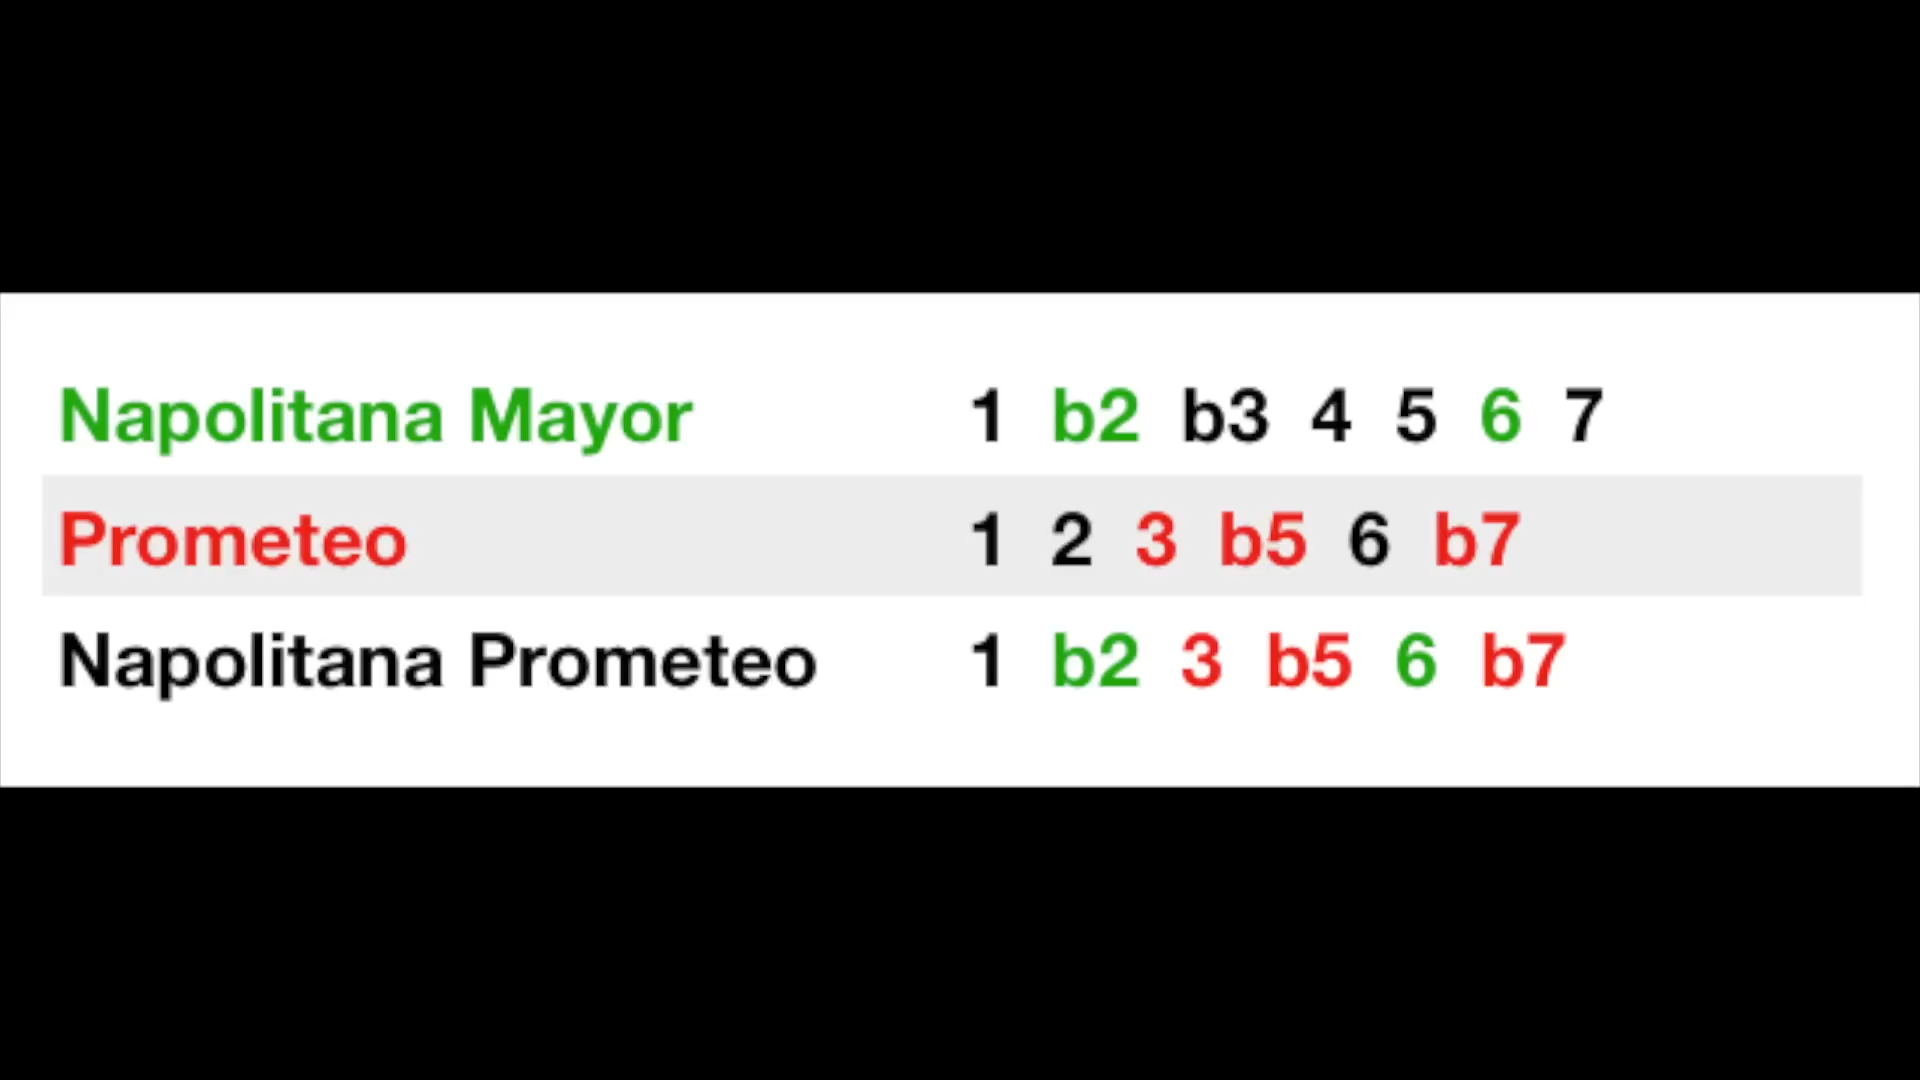 Napolitana Mayor 1 b2 b3 4 5 6 7
Prometeo 1 2 3 b5 6 b7
Napolitana Prometeo 1 b2 3 b5 6 b7